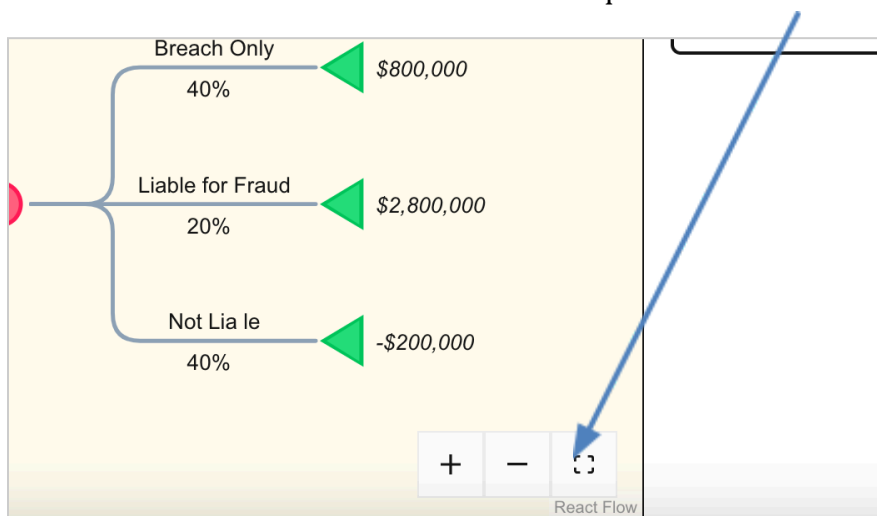 Breach Only
40%
$800,000
Liable for Fraud
20%
$2,800,000
Not Lia le
40%
-$200,000
+ −
React Flow